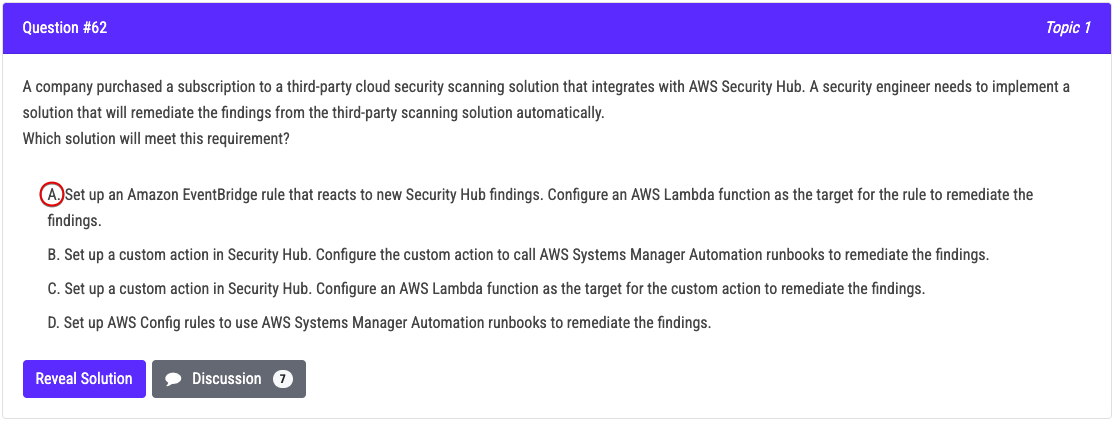 Question #62
Topic 1
A company purchased a subscription to a third-party cloud security scanning solution that integrates with AWS Security Hub. A security engineer needs to implement a
solution that will remediate the findings from the third-party scanning solution automatically.
Which solution will meet this requirement?
A. Set up an Amazon EventBridge rule that reacts to new Security Hub findings. Configure an AWS Lambda function as the target for the rule to remediate the
findings.
B. Set up a custom action in Security Hub. Configure the custom action to call AWS Systems Manager Automation runbooks to remediate the findings.
C. Set up a custom action in Security Hub. Configure an AWS Lambda function as the target for the custom action to remediate the findings.
D. Set up AWS Config rules to use AWS Systems Manager Automation runbooks to remediate the findings.
Reveal Solution
Discussion 7